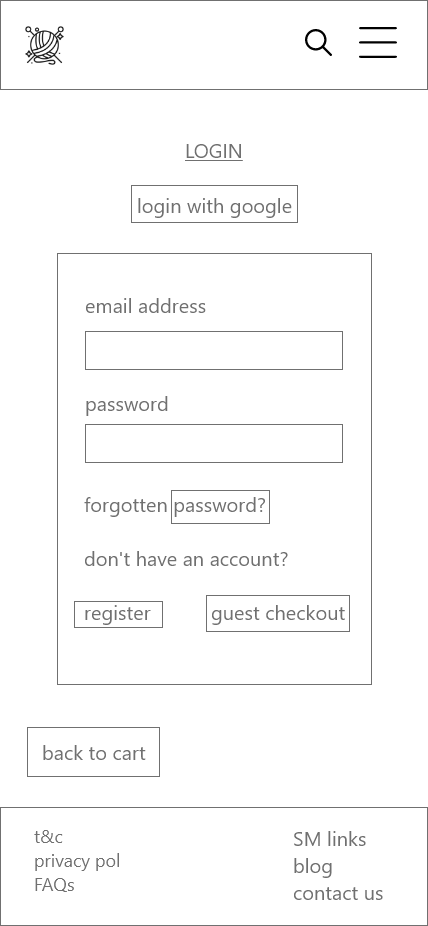 LOGIN
login with google
email address
password
forgotten password?
don't have an account?
register guest checkout
back to cart
t&c
privacy pol
FAQs
SM links
blog
contact us